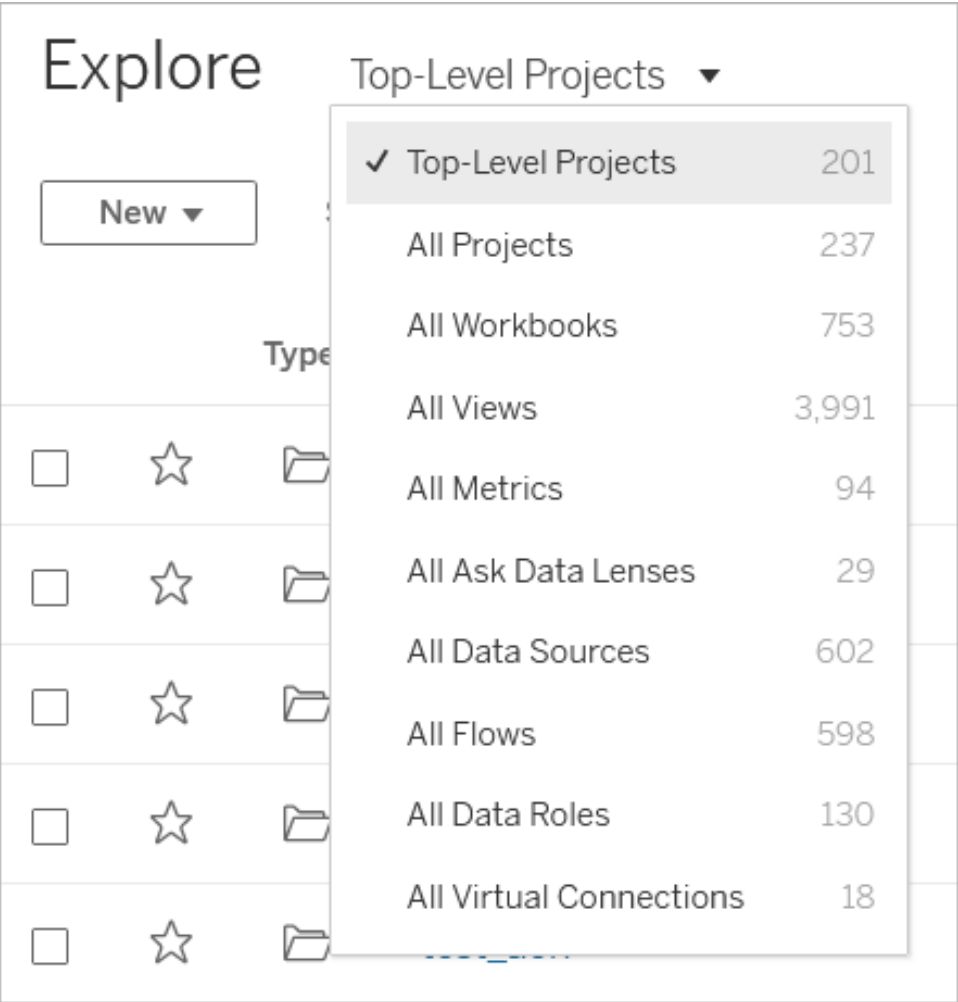 Explore
Top-Level Projects
✓ Top-Level Projects 201
New
All Projects 237
All Workbooks 753
Type
All Views 3,991
All Metrics 94
All Ask Data Lenses 29
All Data Sources 602
All Flows 598
All Data Roles 130
All Virtual Connections 18